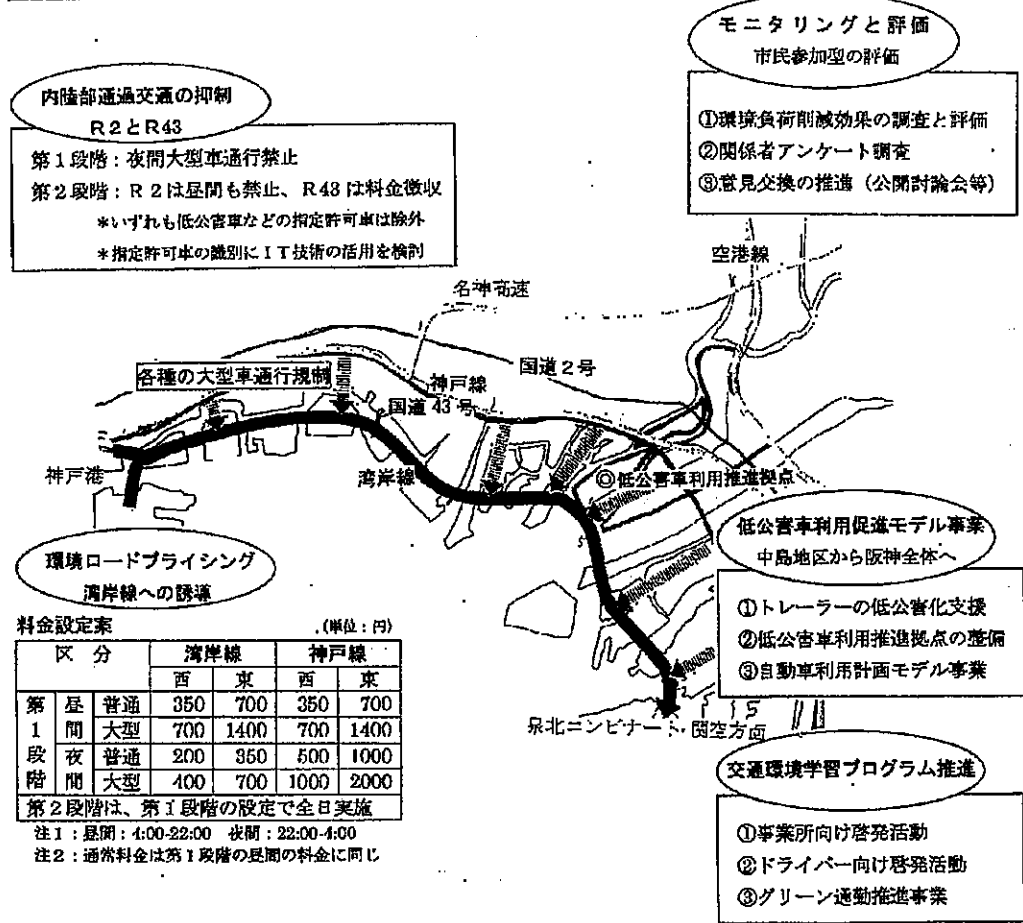 モニタリングと評価
市民参加型の評価
①環境負荷削減効果の調査と評価
②関係者アンケート調査
③意見交換の推進（公開討論会等）
内陸部通過交通の抑制
R2とR43
第1段階：夜間大型車通行禁止
第2段階：R2は昼間も禁止、R43は料金徴収
＊いずれも低公害車などの指定許可車は除外
＊指定許可車の識別にIT技術の活用を検討
空港線
名神高速
国道2号
各種の大型車通行規制
神戸線
国道43号
神戸港
湾岸線
◎低公害車利用推進拠点
低公害車利用促進モデル事業
中島地区から阪神全体へ
①トレーラーの低公害化支援
②低公害車利用推進拠点の整備
③自動車利用計画モデル事業
環境ロードプライシング
湾岸線への誘導
料金設定案 （単位：円）
区分 湾岸線 神戸線
西 東 西 東
第1段階 昼間 普通 350 700 350 700
大型 700 1400 700 1400
夜間 普通 200 350 500 1000
大型 400 700 1000 2000
第2段階は、第1段階の設定で全日実施
注1：昼間：4:00-22:00 夜間：22:00-4:00
注2：通常料金は第1段階の昼間の料金に同じ
泉北コンビナート・関空方面
交通環境学習プログラム推進
①事業所向け啓発活動
②ドライバー向け啓発活動
③グリーン通勤推進事業